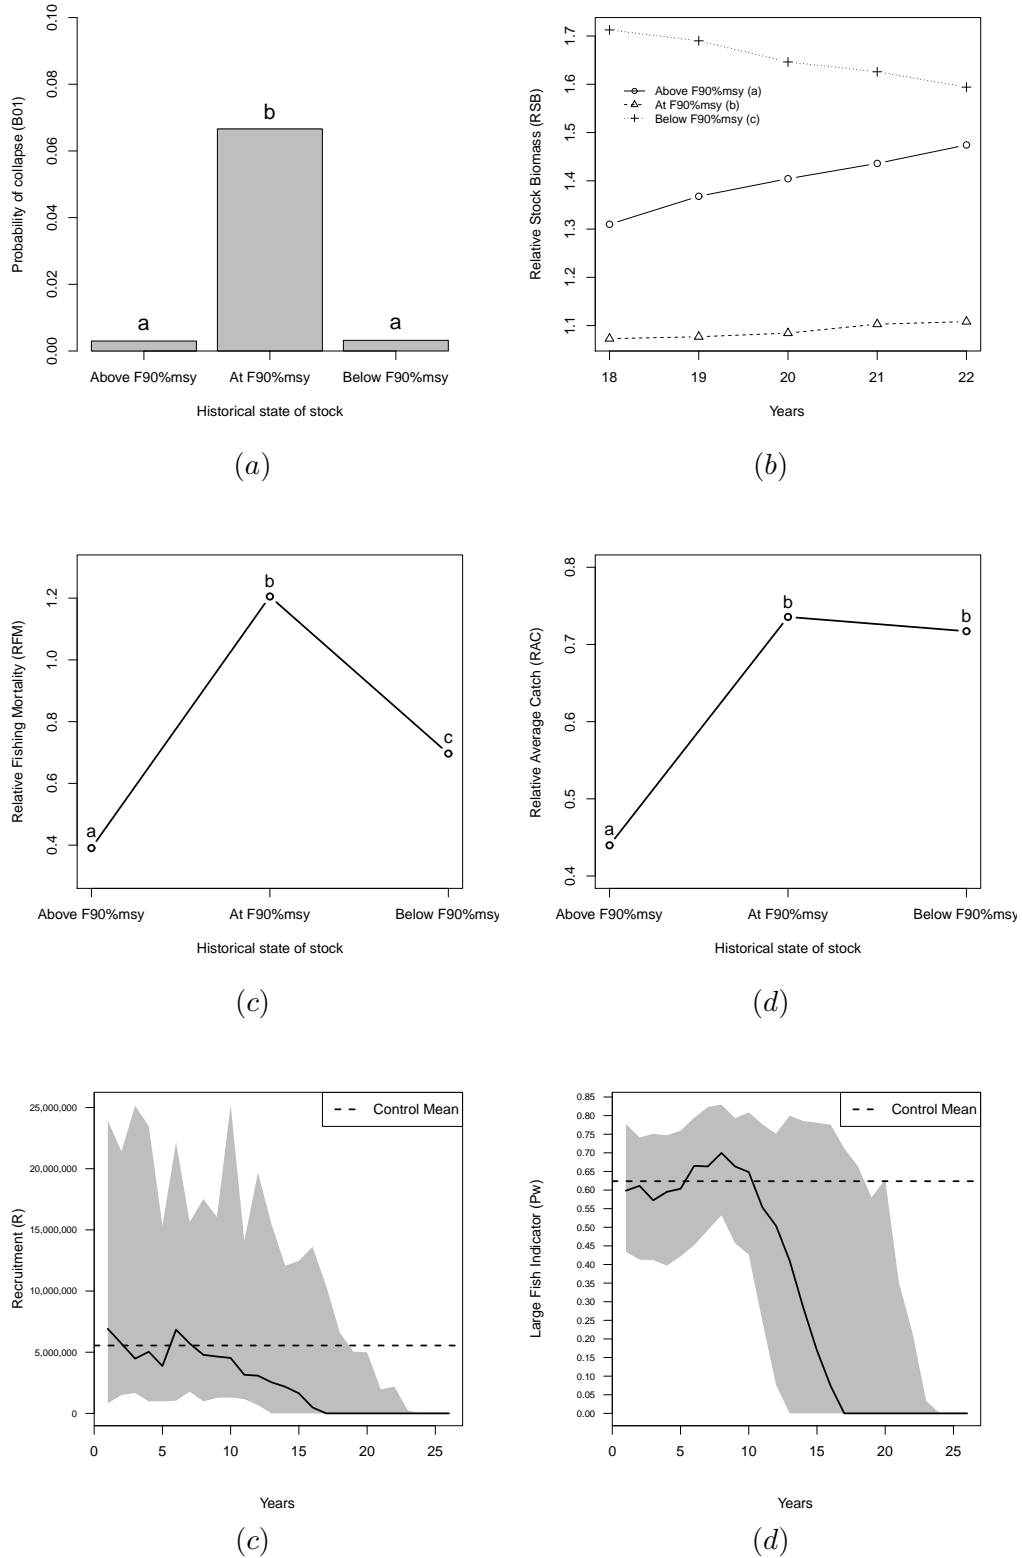 Probability of collapse (B01)
0.00 0.02 0.04 0.06 0.08 0.10
a
b
a
Above F90%msy At F90%msy Below F90%msy
Historical state of stock
(a)
Relative Stock Biomass (RSB)
1.1 1.2 1.3 1.4 1.5 1.6 1.7
Above F90%msy (a)
At F90%msy (b)
Below F90%msy (c)
18 19 20 21 22
Years
(b)
Relative Fishing Mortality (RFM)
0.4 0.6 0.8 1.0 1.2
a
b
c
Above F90%msy At F90%msy Below F90%msy
Historical state of stock
(c)
Relative Average Catch (RAC)
0.4 0.5 0.6 0.7 0.8
a
b
b
Above F90%msy At F90%msy Below F90%msy
Historical state of stock
(d)
Recruitment (R)
25,000,000
20,000,000
15,000,000
10,000,000
5,000,000
0
Control Mean
0 5 10 15 20 25
Years
(c)
Large Fish Indicator (Pw)
0.85
0.80
0.75
0.70
0.65
0.60
0.55
0.50
0.45
0.40
0.35
0.30
0.25
0.20
0.15
0.10
0.05
0.00
Control Mean
0 5 10 15 20 25
Years
(d)